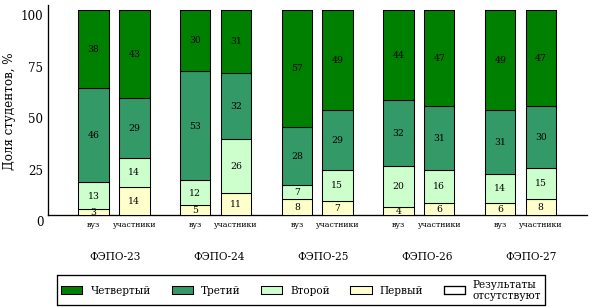 100
75
50
25
0
Доля студентов, %
38 43 30 31 57 49 44 47 49 47
46 29 53 32 28 29 32 31 31 30
13 14 12 26 7 15 20 16 14 15
3 14 5 11 8 7 4 6 6 8
вуз участники вуз участники вуз участники вуз участники вуз участники
ФЭПО-23 ФЭПО-24 ФЭПО-25 ФЭПО-26 ФЭПО-27
Четвертый Третий Второй Первый Результаты
отсутствуют